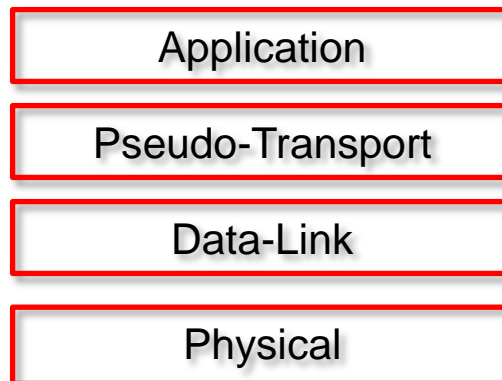 Application
Pseudo-Transport
Data-Link
Physical